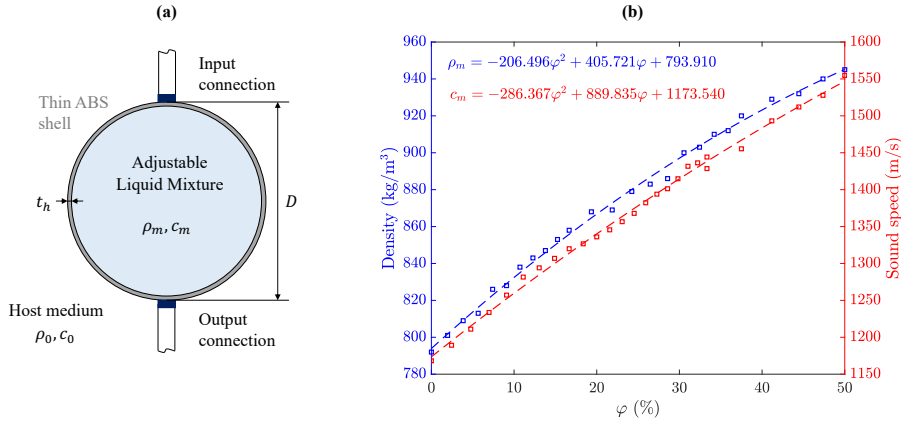 (a)
Input
connection
Thin ABS
shell
Adjustable
Liquid Mixture
t_h
D
ρ_m, c_m
Host medium
ρ_0, c_0
Output
connection
(b)
ρ_m = −206.496φ² + 405.721φ + 793.910
c_m = −286.367φ² + 889.835φ + 1173.540
Density (kg/m³)
960
940
920
900
880
860
840
820
800
780
Sound speed (m/s)
1600
1550
1500
1450
1400
1350
1300
1250
1200
1150
0 10 20 30 40 50
φ (%)